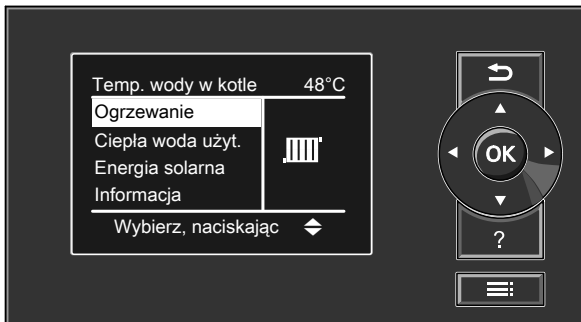 Temp. wody w kotle 48°C
Ogrzewanie
Ciepła woda użyt.
Energia solarna
Informacja
Wybierz, naciskając
OK
?